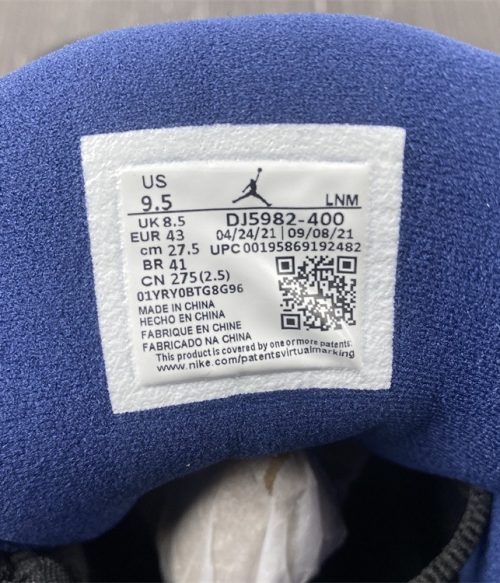 US
9.5 LNM
UK 8.5 DJ5982-400
EUR 43 04/24/21 09/08/21
cm 27.5 UPC00195869192482
BR 41
CN 275(2.5)
01YRY0BTG8G96
MADE IN CHINA
HECHO EN CHINA
FABRIQUE EN CHINE
FABRICADO NA CHINA
This product is covered by one or more patents
www.nike.com/patentsvirtualmarking